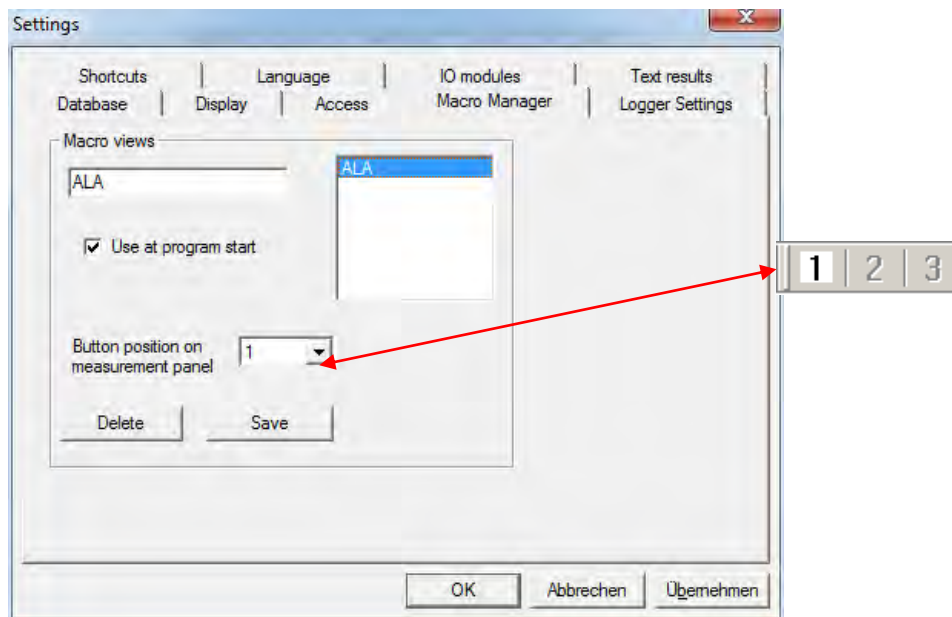 Settings
Shortcuts Language IO modules Text results
Database Display Access Macro Manager Logger Settings
Macro views
ALA ALA
Use at program start
1 2 3
Button position on
measurement panel
1
Delete Save
OK Abbrechen Übernehmen